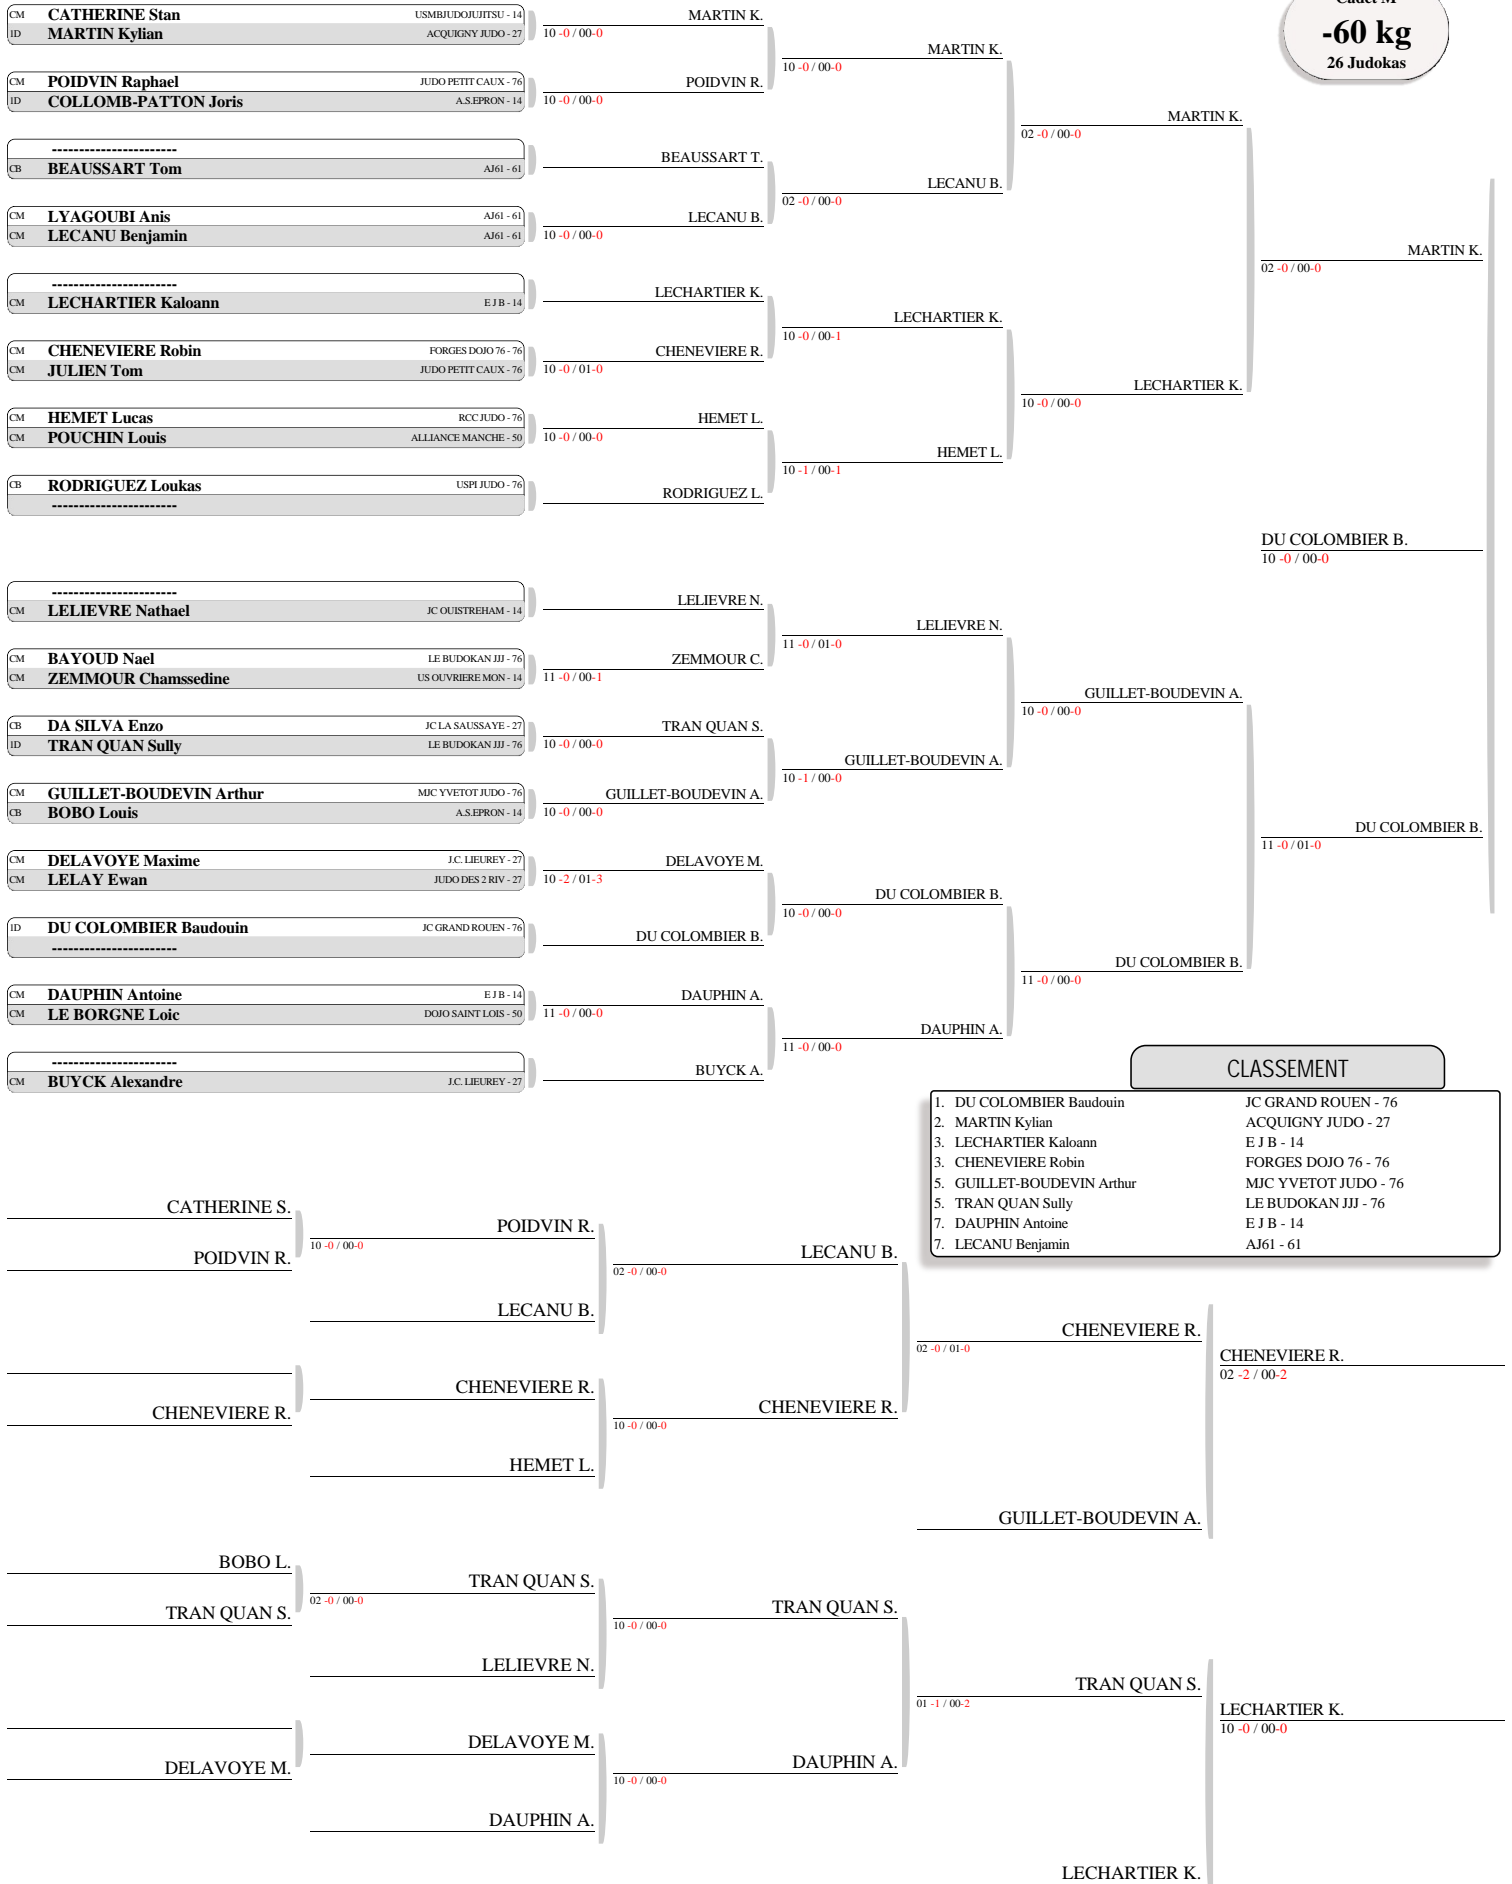 Cadet M
-60 kg
26 Judokas
CM CATHERINE Stan USMBJUDOJUJITSU - 14
1D MARTIN Kylian ACQUIGNY JUDO - 27
CM POIDVIN Raphael JUDO PETIT CAUX - 76
1D COLLOMB-PATTON Joris A.S.EPRON - 14
-----------------------
CB BEAUSSART Tom AJ61 - 61
CM LYAGOUBI Anis AJ61 - 61
CM LECANU Benjamin AJ61 - 61
-----------------------
CM LECHARTIER Kaloann E J B - 14
CM CHENEVIERE Robin FORGES DOJO 76 - 76
CM JULIEN Tom JUDO PETIT CAUX - 76
CM HEMET Lucas RCC JUDO - 76
CM POUCHIN Louis ALLIANCE MANCHE - 50
CB RODRIGUEZ Loukas USPI JUDO - 76
-----------------------
-----------------------
CM LELIEVRE Nathael JC OUISTREHAM - 14
CM BAYOUD Nael LE BUDOKAN JJJ - 76
CM ZEMMOUR Chamssedine US OUVRIERE MON - 14
CB DA SILVA Enzo JC LA SAUSSAYE - 27
1D TRAN QUAN Sully LE BUDOKAN JJJ - 76
CM GUILLET-BOUDEVIN Arthur MJC YVETOT JUDO - 76
CB BOBO Louis A.S.EPRON - 14
CM DELAVOYE Maxime J.C. LIEUREY - 27
CM LELAY Ewan JUDO DES 2 RIV - 27
1D DU COLOMBIER Baudouin JC GRAND ROUEN - 76
-----------------------
CM DAUPHIN Antoine E J B - 14
CM LE BORGNE Loic DOJO SAINT LOIS - 50
-----------------------
CM BUYCK Alexandre J.C. LIEUREY - 27
MARTIN K.
10 -0 / 00-0
POIDVIN R.
10 -0 / 00-0
BEAUSSART T.
LECANU B.
10 -0 / 00-0
LECHARTIER K.
CHENEVIERE R.
10 -0 / 01-0
HEMET L.
10 -0 / 00-0
RODRIGUEZ L.
LELIEVRE N.
ZEMMOUR C.
11 -0 / 00-1
TRAN QUAN S.
10 -0 / 00-0
GUILLET-BOUDEVIN A.
10 -0 / 00-0
DELAVOYE M.
10 -2 / 01-3
DU COLOMBIER B.
DAUPHIN A.
11 -0 / 00-0
BUYCK A.
MARTIN K.
10 -0 / 00-0
LECANU B.
02 -0 / 00-0
LECHARTIER K.
10 -0 / 00-1
HEMET L.
10 -1 / 00-1
LELIEVRE N.
11 -0 / 01-0
GUILLET-BOUDEVIN A.
10 -1 / 00-0
DU COLOMBIER B.
10 -0 / 00-0
DAUPHIN A.
11 -0 / 00-0
MARTIN K.
02 -0 / 00-0
LECHARTIER K.
10 -0 / 00-0
GUILLET-BOUDEVIN A.
10 -0 / 00-0
DU COLOMBIER B.
11 -0 / 00-0
MARTIN K.
02 -0 / 00-0
DU COLOMBIER B.
10 -0 / 00-0
DU COLOMBIER B.
11 -0 / 01-0
CLASSEMENT
1. DU COLOMBIER Baudouin JC GRAND ROUEN - 76
2. MARTIN Kylian ACQUIGNY JUDO - 27
3. LECHARTIER Kaloann E J B - 14
3. CHENEVIERE Robin FORGES DOJO 76 - 76
5. GUILLET-BOUDEVIN Arthur MJC YVETOT JUDO - 76
5. TRAN QUAN Sully LE BUDOKAN JJJ - 76
7. DAUPHIN Antoine E J B - 14
7. LECANU Benjamin AJ61 - 61
CATHERINE S.
POIDVIN R.
CHENEVIERE R.
BOBO L.
TRAN QUAN S.
DELAVOYE M.
POIDVIN R.
10 -0 / 00-0
LECANU B.
CHENEVIERE R.
HEMET L.
TRAN QUAN S.
02 -0 / 00-0
LELIEVRE N.
DELAVOYE M.
DAUPHIN A.
LECANU B.
02 -0 / 00-0
CHENEVIERE R.
10 -0 / 00-0
TRAN QUAN S.
10 -0 / 00-0
DAUPHIN A.
10 -0 / 00-0
CHENEVIERE R.
02 -0 / 01-0
GUILLET-BOUDEVIN A.
TRAN QUAN S.
01 -1 / 00-2
LECHARTIER K.
CHENEVIERE R.
02 -2 / 00-2
LECHARTIER K.
10 -0 / 00-0